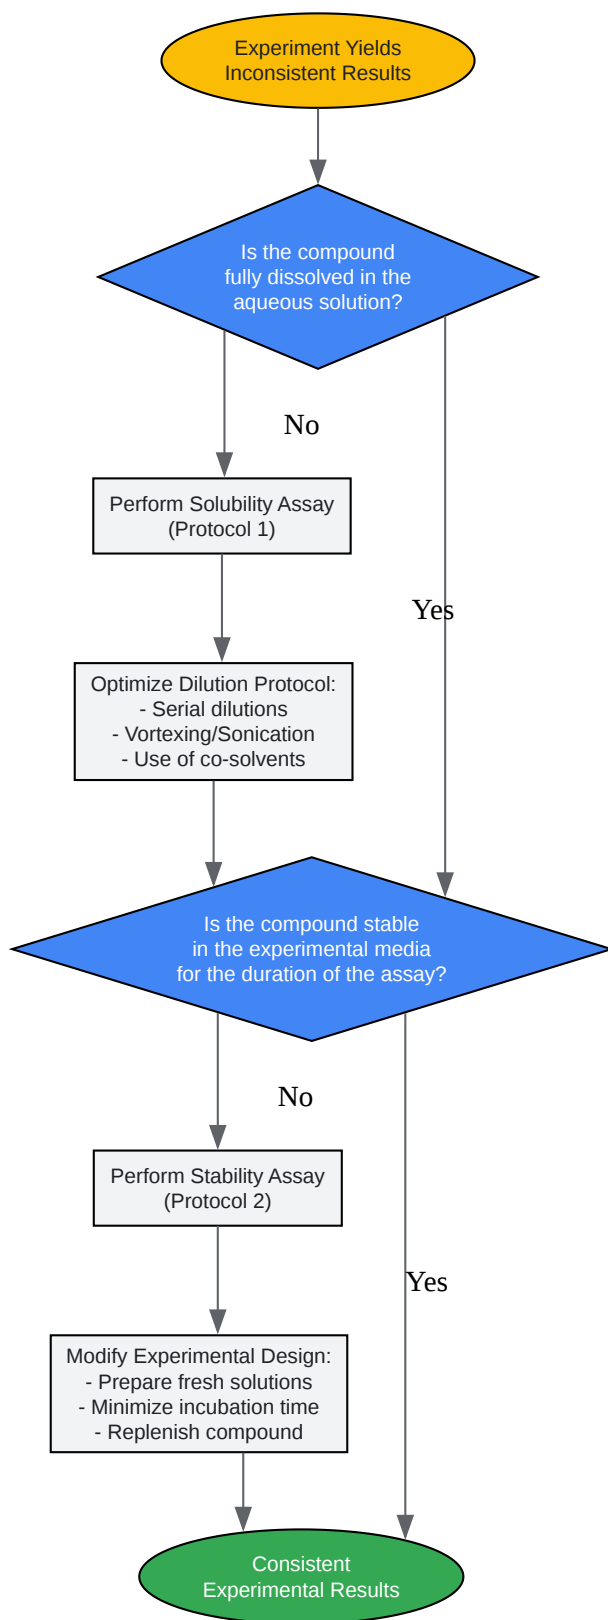 Experiment Yields
Inconsistent Results
Is the compound
fully dissolved in the
aqueous solution?
No
Perform Solubility Assay
(Protocol 1)
Yes
Optimize Dilution Protocol:
- Serial dilutions
- Vortexing/Sonication
- Use of co-solvents
Is the compound stable
in the experimental media
for the duration of the assay?
No
Perform Stability Assay
(Protocol 2)
Yes
Modify Experimental Design:
- Prepare fresh solutions
- Minimize incubation time
- Replenish compound
Consistent
Experimental Results